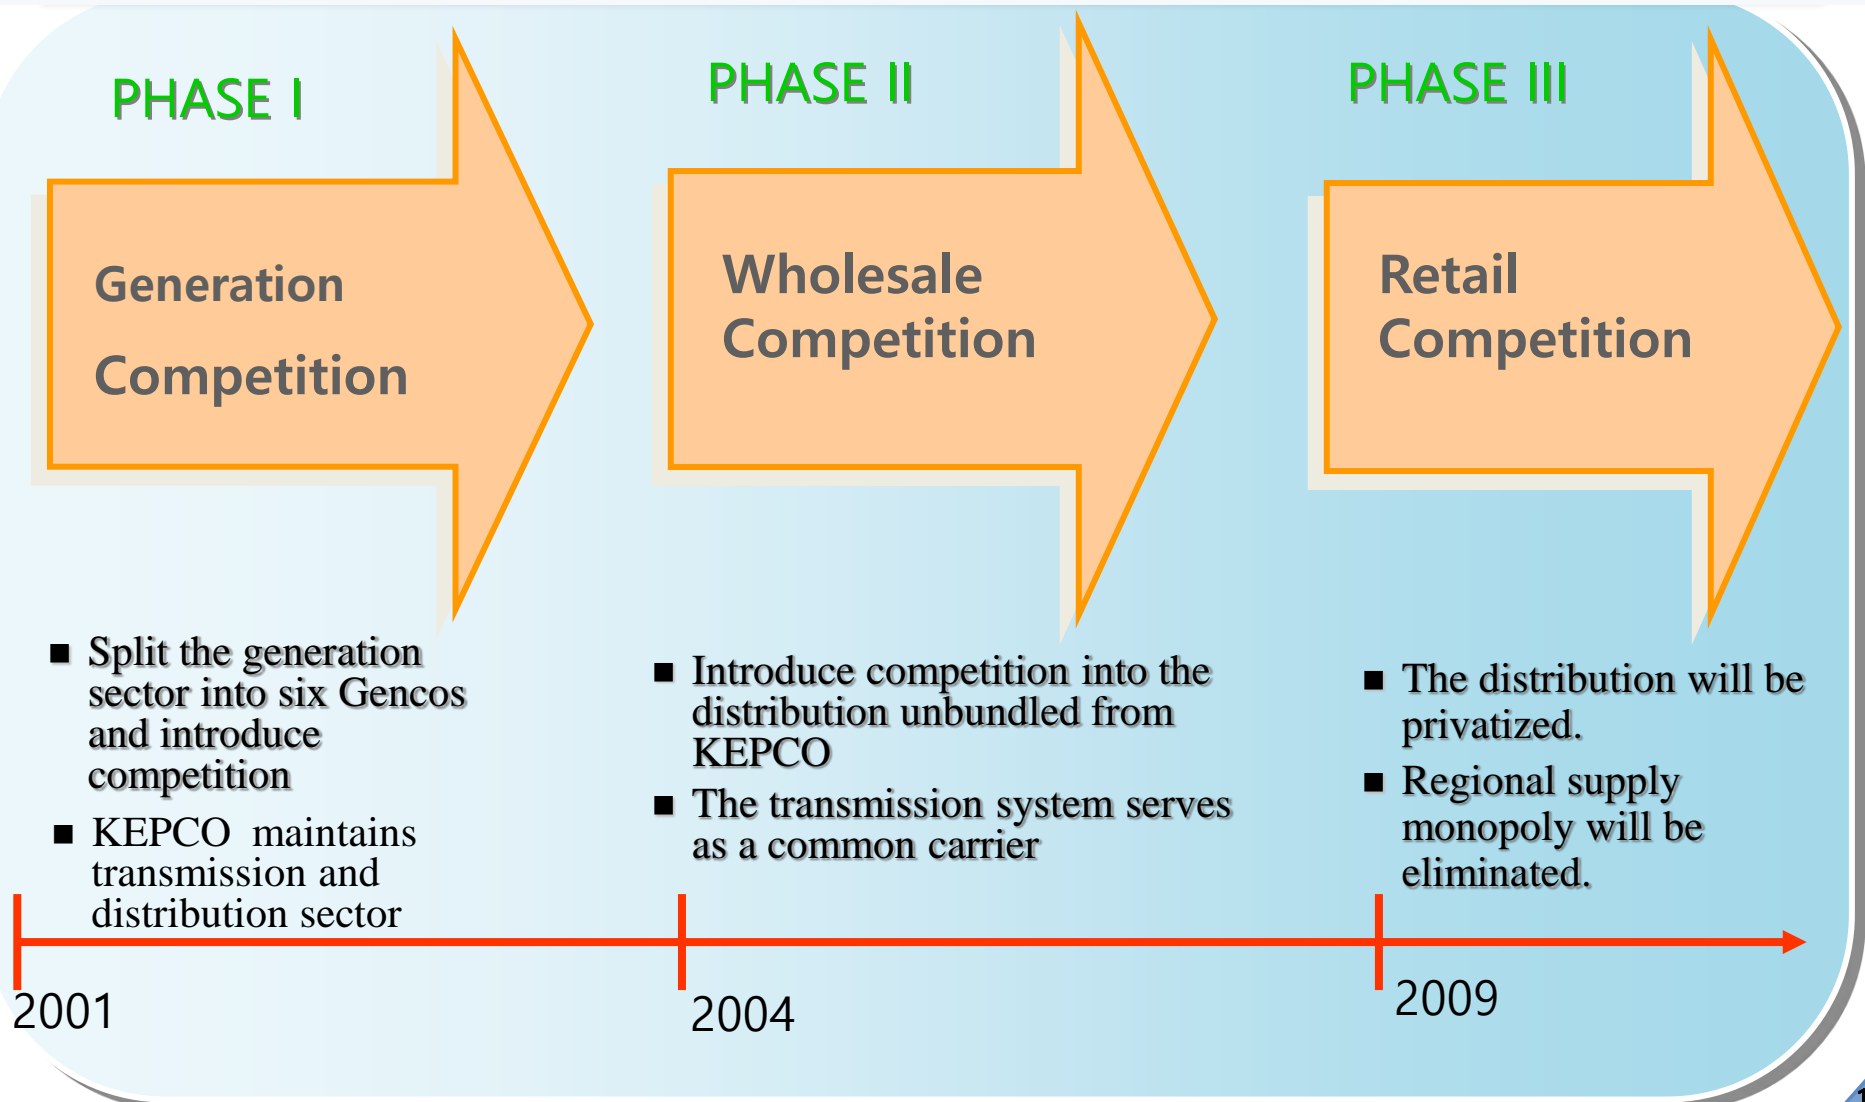 PHASE I
Generation
Competition
■ Split the generation
sector into six Gencos
and introduce
competition
■ KEPCO maintains
transmission and
distribution sector
2001
PHASE II
Wholesale
Competition
■ Introduce competition into the
distribution unbundled from
KEPCO
■ The transmission system serves
as a common carrier
2004
PHASE III
Retail
Competition
■ The distribution will be
privatized.
■ Regional supply
monopoly will be
eliminated.
2009